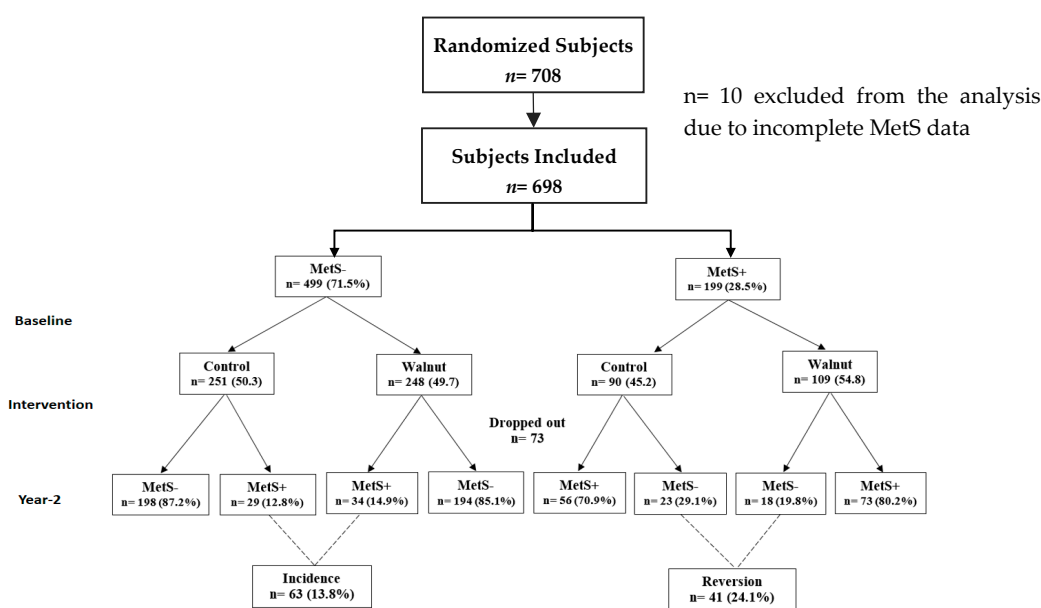 Randomized Subjects
n= 708
n= 10 excluded from the analysis
due to incomplete MetS data
Subjects Included
n= 698
MetS-
n= 499 (71.5%)
MetS+
n= 199 (28.5%)
Baseline
Control
n= 251 (50.3)
Walnut
n= 248 (49.7)
Control
n= 90 (45.2)
Walnut
n= 109 (54.8)
Intervention
Dropped out
n= 73
Year-2
MetS-
n= 198 (87.2%)
MetS+
n= 29 (12.8%)
MetS+
n= 34 (14.9%)
MetS-
n= 194 (85.1%)
MetS+
n= 56 (70.9%)
MetS-
n= 23 (29.1%)
MetS-
n= 18 (19.8%)
MetS+
n= 73 (80.2%)
Incidence
n= 63 (13.8%)
Reversion
n= 41 (24.1%)